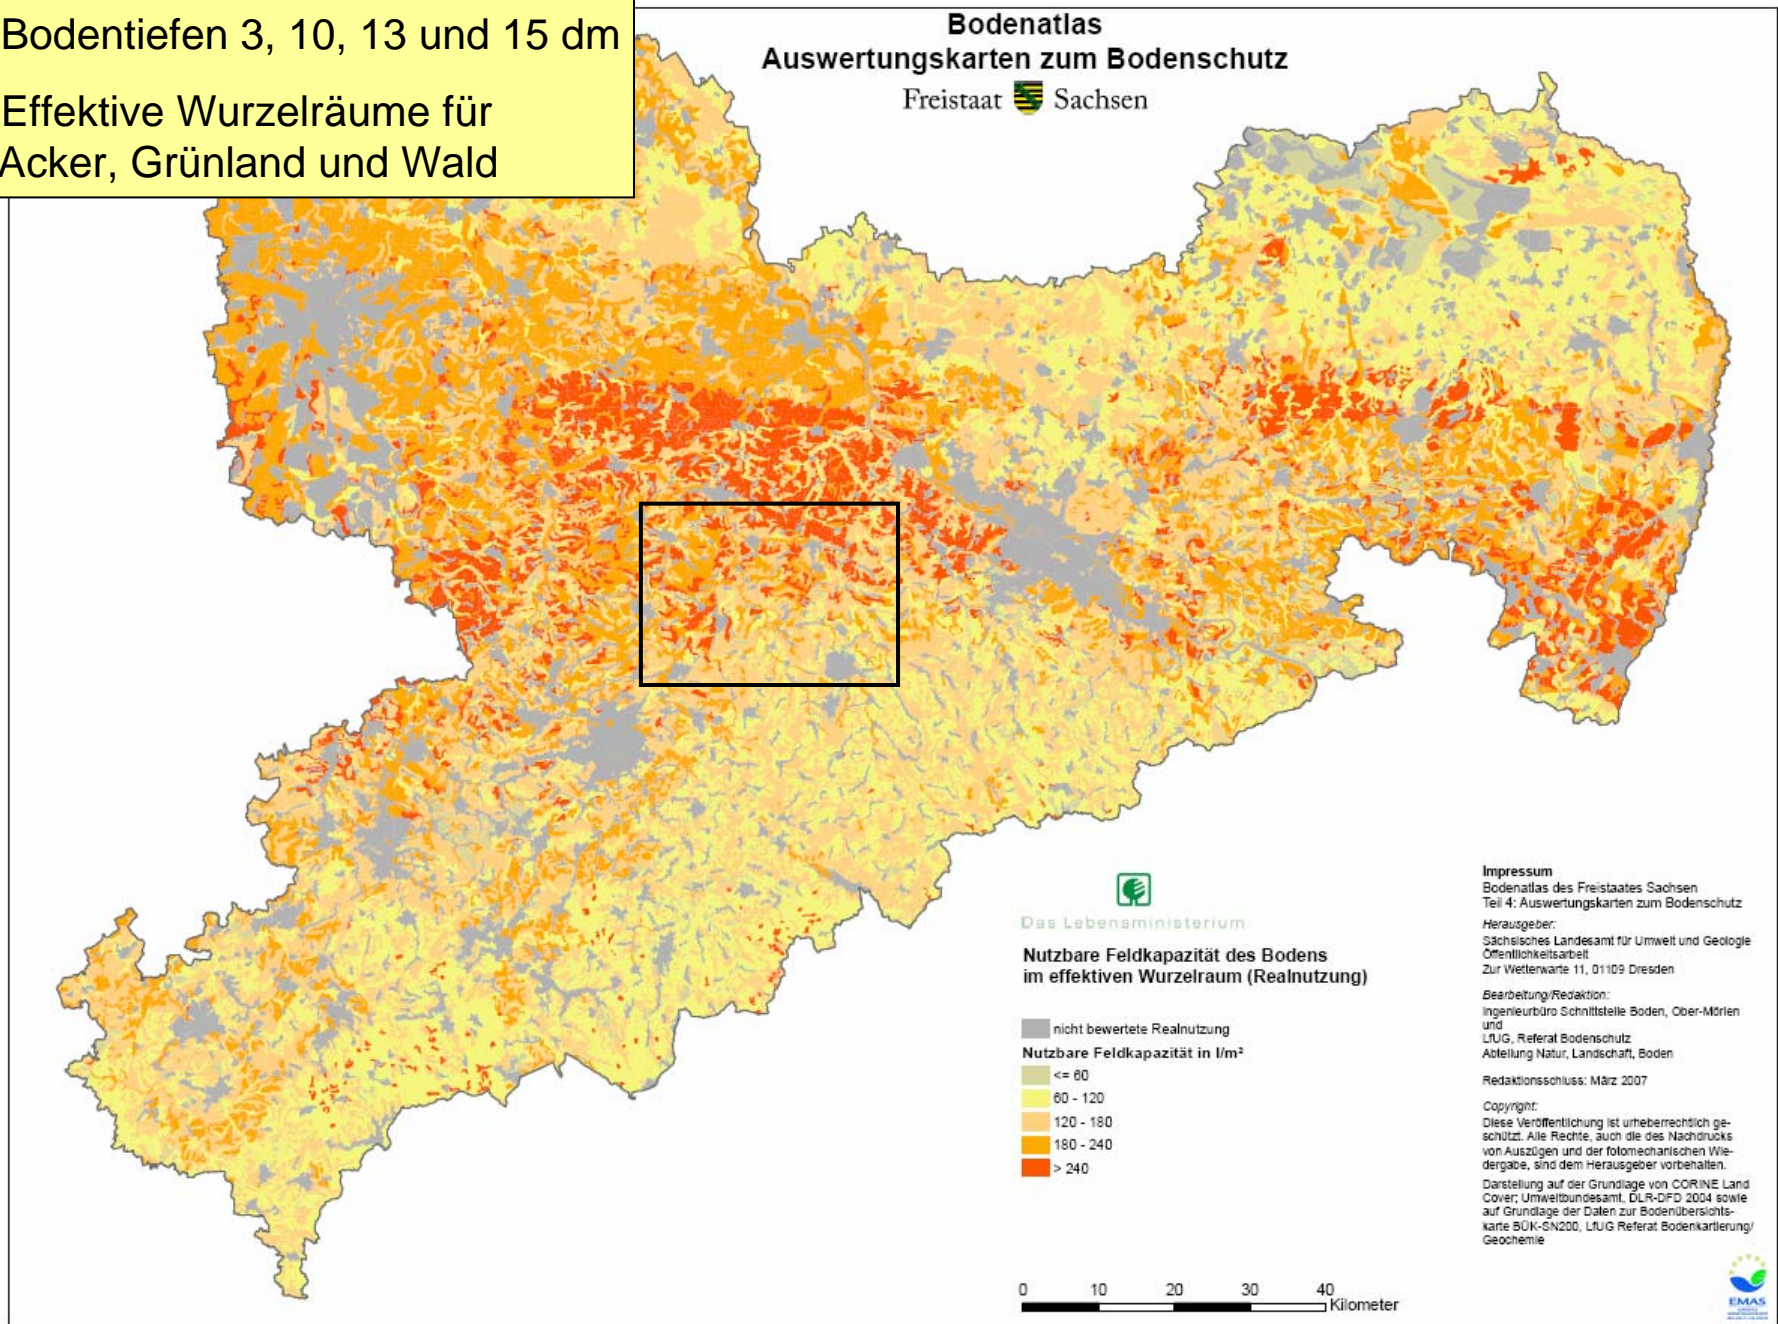 Bodentiefen 3, 10, 13 und 15 dm
Effektive Wurzelräume für
Acker, Grünland und Wald
Bodenatlas
Auswertungskarten zum Bodenschutz
Freistaat Sachsen
Das Lebensministerium
Nutzbare Feldkapazität des Bodens
im effektiven Wurzelraum (Realnutzung)
nicht bewertete Realnutzung
Nutzbare Feldkapazität in l/m²
<= 60
60 - 120
120 - 180
180 - 240
> 240
0 10 20 30 40
Kilometer
Impressum
Bodenatlas des Freistaates Sachsen
Teil 4: Auswertungskarten zum Bodenschutz
Herausgeber:
Sächsisches Landesamt für Umwelt und Geologie
Öffentlichkeitsarbeit
Zur Wetterwarte 11, 01109 Dresden
Bearbeitung/Redaktion:
Ingenieurbüro Schnittstelle Boden, Ober-Mörlen
und
LfUG, Referat Bodenschutz
Abteilung Natur, Landschaft, Boden
Redaktionsschluss: März 2007
Copyright:
Diese Veröffentlichung ist urheberrechtlich ge-
schützt. Alle Rechte, auch die des Nachdrucks
von Auszügen und der fotomechanischen Wie-
dergabe, sind dem Herausgeber vorbehalten.
Darstellung auf der Grundlage von CORINE Land
Cover; Umweltbundesamt, DLR-DFD 2004 sowie
auf Grundlage der Daten zur Bodenübersichts-
karte BÜK-SN200, LfUG Referat Bodenkartierung/
Geochemie
EMAS